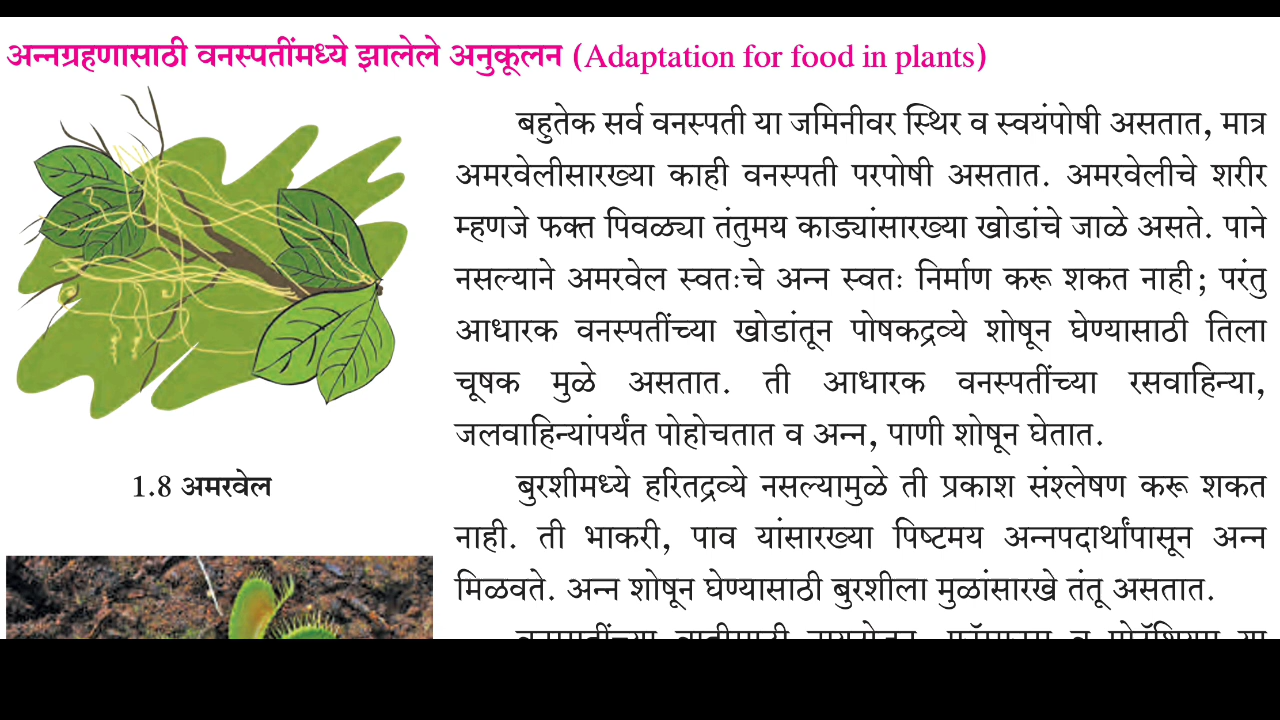 अन्नग्रहणासाठी वनस्पतींमध्ये झालेले अनुकूलन (Adaptation for food in plants)
बहुतेक सर्व वनस्पती या जमिनीवर स्थिर व स्वयंपोषी असतात, मात्र
अमरवेलीसारख्या काही वनस्पती परपोषी असतात. अमरवेलीचे शरीर
म्हणजे फक्त पिवळ्या तंतुमय काड्यांसारख्या खोडांचे जाळे असते. पाने
नसल्याने अमरवेल स्वतःचे अन्न स्वतः निर्माण करू शकत नाही; परंतु
आधारक वनस्पतींच्या खोडांतून पोषकद्रव्ये शोषून घेण्यासाठी तिला
चूषक मुळे असतात. ती आधारक वनस्पतींच्या रसवाहिन्या,
जलवाहिन्यांपर्यंत पोहोचतात व अन्न, पाणी शोषून घेतात.
1.8 अमरवेल
बुरशीमध्ये हरितद्रव्ये नसल्यामुळे ती प्रकाश संश्लेषण करू शकत
नाही. ती भाकरी, पाव यांसारख्या पिष्टमय अन्नपदार्थांपासून अन्न
मिळवते. अन्न शोषून घेण्यासाठी बुरशीला मुळांसारखे तंतू असतात.